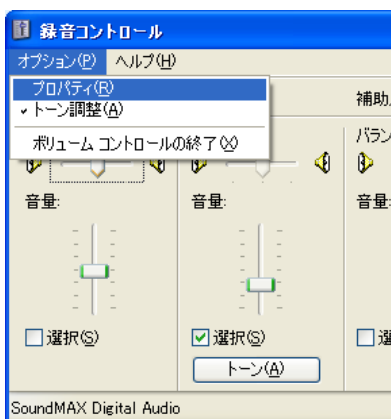 録音コントロール
オプション(P) ヘルプ(H)
プロパティ(R)
トーン調整(A)
ボリューム コントロールの終了(X)
補助
バラン
音量: 音量: 音量:
選択(S) 選択(S) 選
トーン(A)
SoundMAX Digital Audio